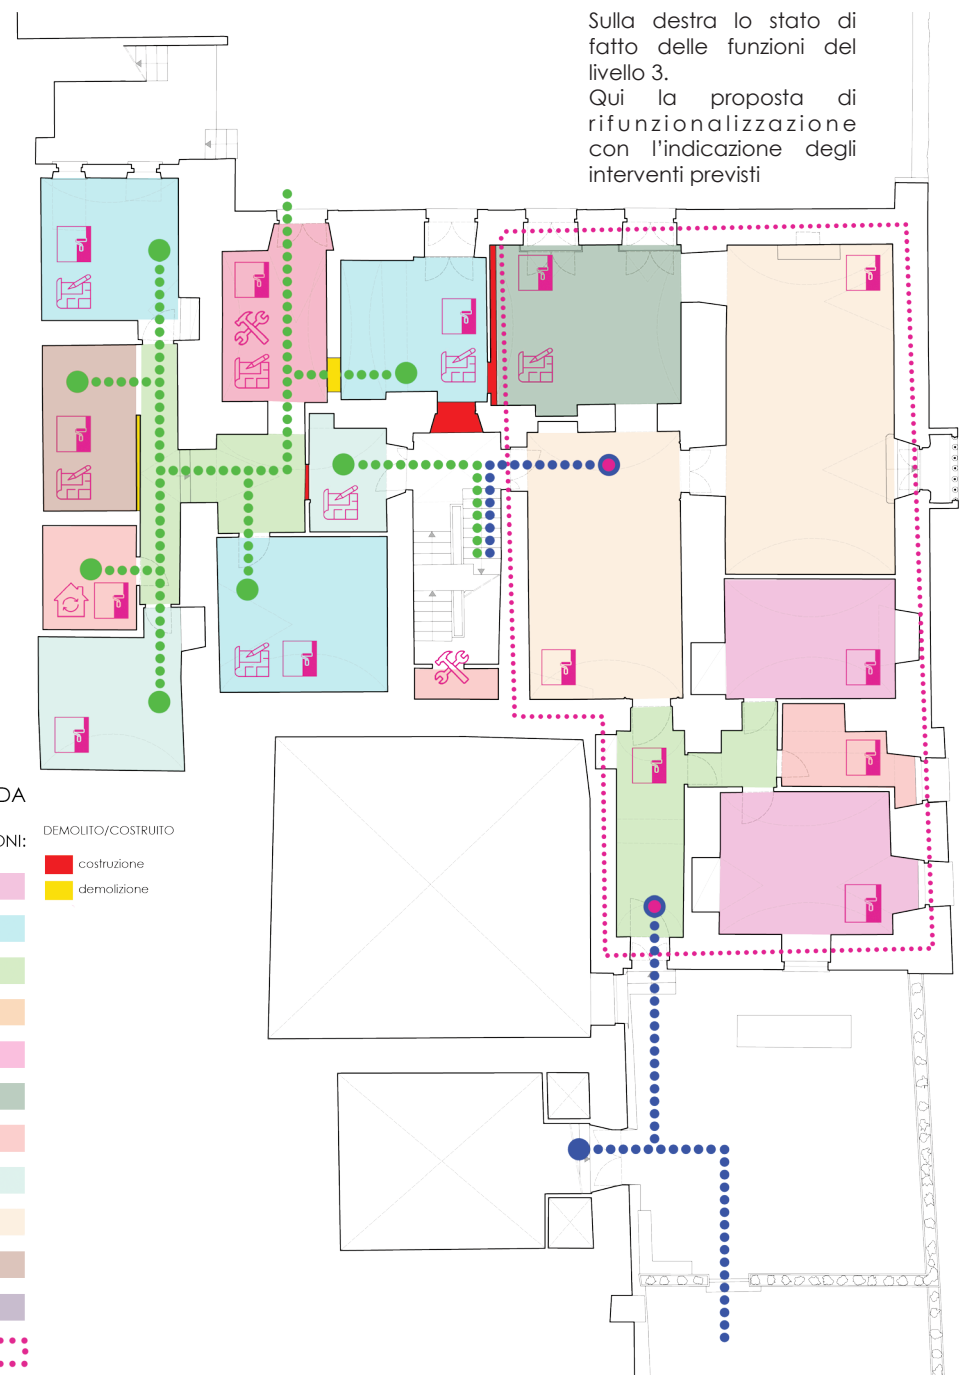 Sulla destra lo stato di
fatto delle funzioni del
livello 3.
Qui la proposta di
rifunzionalizzazione
con l'indicazione degli
interventi previsti
DA
ONI:
DEMOLITO/COSTRUITO
costruzione
demolizione